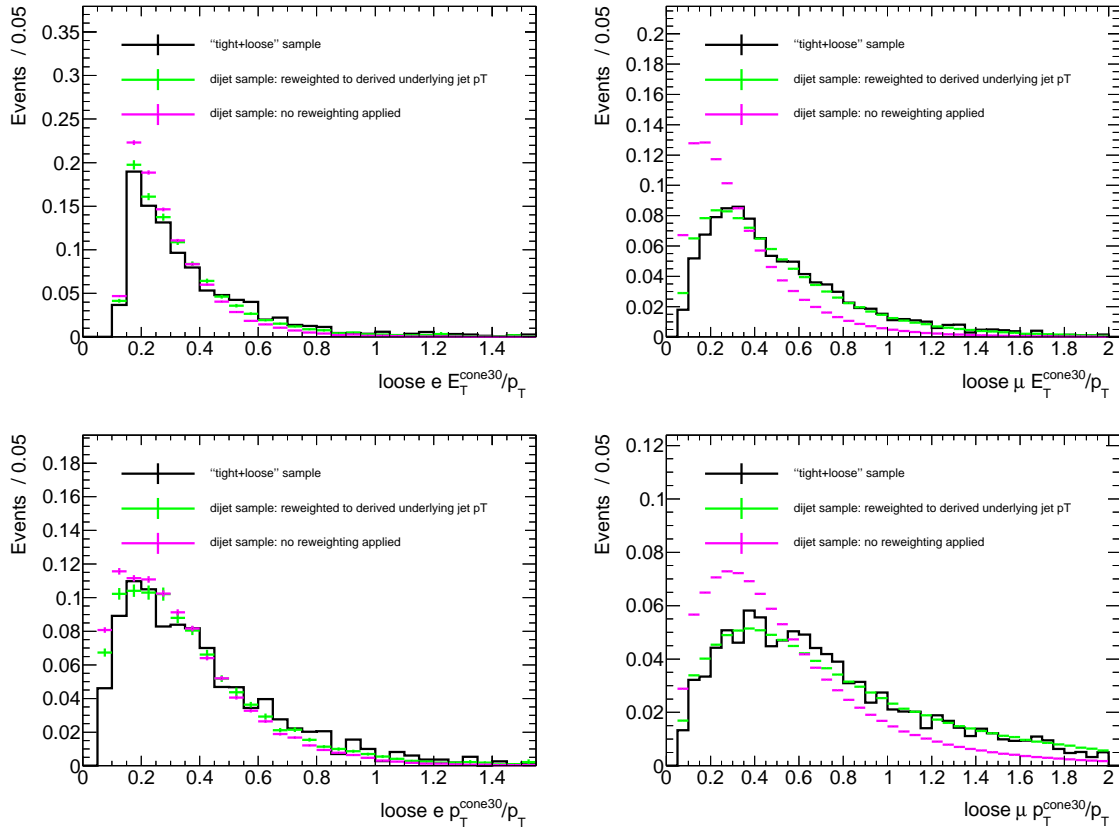 Events / 0.05
0.35
0.3
0.25
0.2
0.15
0.1
0.05
0
"tight+loose" sample
dijet sample: reweighted to derived underlying jet pT
dijet sample: no reweighting applied
0 0.2 0.4 0.6 0.8 1 1.2 1.4
loose e E_T^cone30/p_T
Events / 0.05
0.2
0.18
0.16
0.14
0.12
0.1
0.08
0.06
0.04
0.02
0
"tight+loose" sample
dijet sample: reweighted to derived underlying jet pT
dijet sample: no reweighting applied
0 0.2 0.4 0.6 0.8 1 1.2 1.4 1.6 1.8 2
loose μ E_T^cone30/p_T
Events / 0.05
0.18
0.16
0.14
0.12
0.1
0.08
0.06
0.04
0.02
0
"tight+loose" sample
dijet sample: reweighted to derived underlying jet pT
dijet sample: no reweighting applied
0 0.2 0.4 0.6 0.8 1 1.2 1.4
loose e p_T^cone30/p_T
Events / 0.05
0.12
0.1
0.08
0.06
0.04
0.02
0
"tight+loose" sample
dijet sample: reweighted to derived underlying jet pT
dijet sample: no reweighting applied
0 0.2 0.4 0.6 0.8 1 1.2 1.4 1.6 1.8 2
loose μ p_T^cone30/p_T